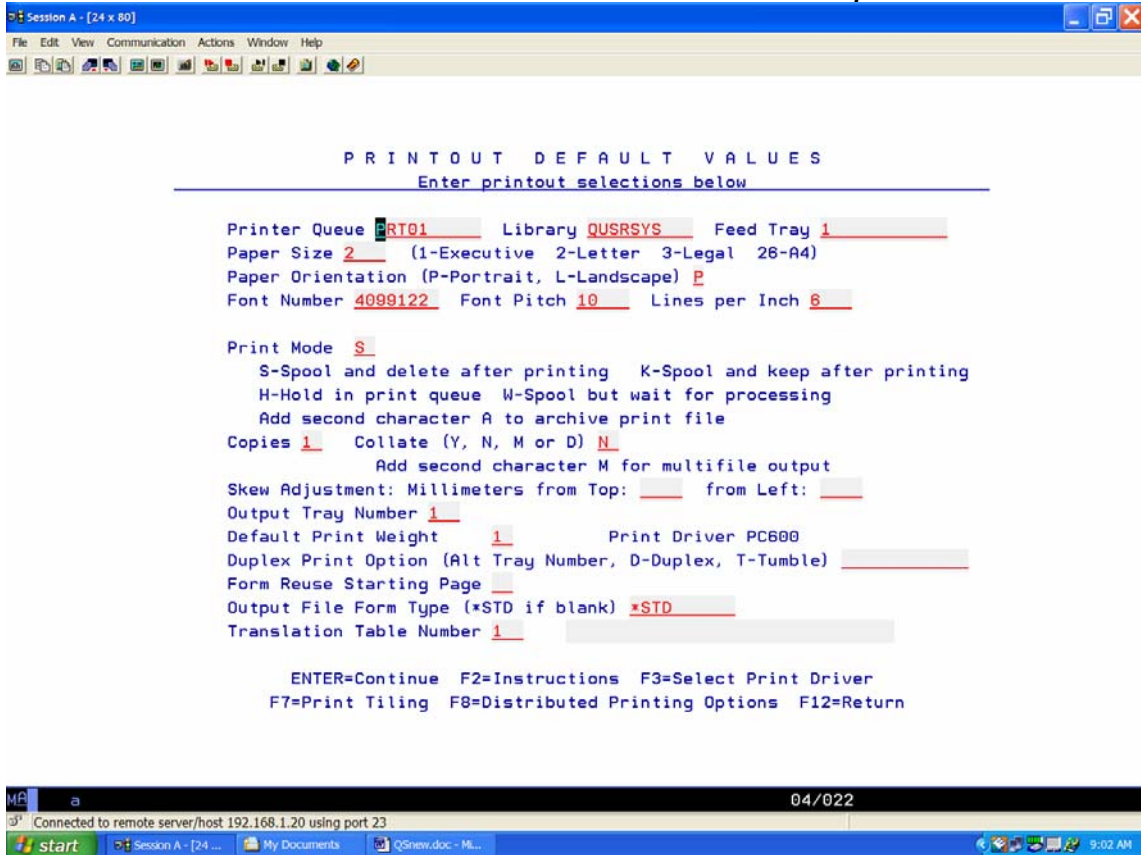 Session A - [24 x 80]
File Edit View Communication Actions Window Help
P R I N T O U T D E F A U L T V A L U E S
Enter printout selections below
Printer Queue PRT01 Library QUSRSYS Feed Tray 1
Paper Size 2 (1-Executive 2-Letter 3-Legal 26-A4)
Paper Orientation (P-Portrait, L-Landscape) P
Font Number 4099122 Font Pitch 10 Lines per Inch 6
Print Mode S
S-Spool and delete after printing K-Spool and keep after printing
H-Hold in print queue W-Spool but wait for processing
Add second character A to archive print file
Copies 1 Collate (Y, N, M or D) N
Add second character M for multifile output
Skew Adjustment: Millimeters from Top: from Left:
Output Tray Number 1
Default Print Weight 1 Print Driver PC600
Duplex Print Option (Alt Tray Number, D-Duplex, T-Tumble)
Form Reuse Starting Page
Output File Form Type (*STD if blank) *STD
Translation Table Number 1
ENTER=Continue F2=Instructions F3=Select Print Driver
F7=Print Tiling F8=Distributed Printing Options F12=Return
MA a 04/022
Connected to remote server/host 192.168.1.20 using port 23
start Session A - [24 ... My Documents QSnew.doc - Mi... 9:02 AM